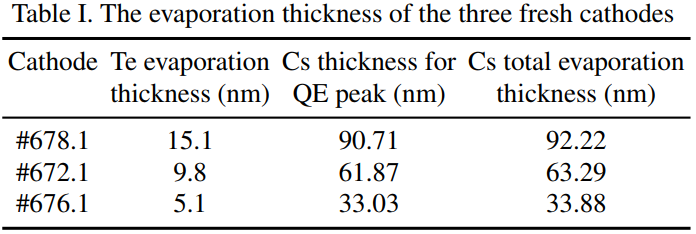 Table I. The evaporation thickness of the three fresh cathodes
Cathode Te evaporation Cs thickness for Cs total evaporation
thickness (nm) QE peak (nm) thickness (nm)
#678.1 15.1 90.71 92.22
#672.1 9.8 61.87 63.29
#676.1 5.1 33.03 33.88